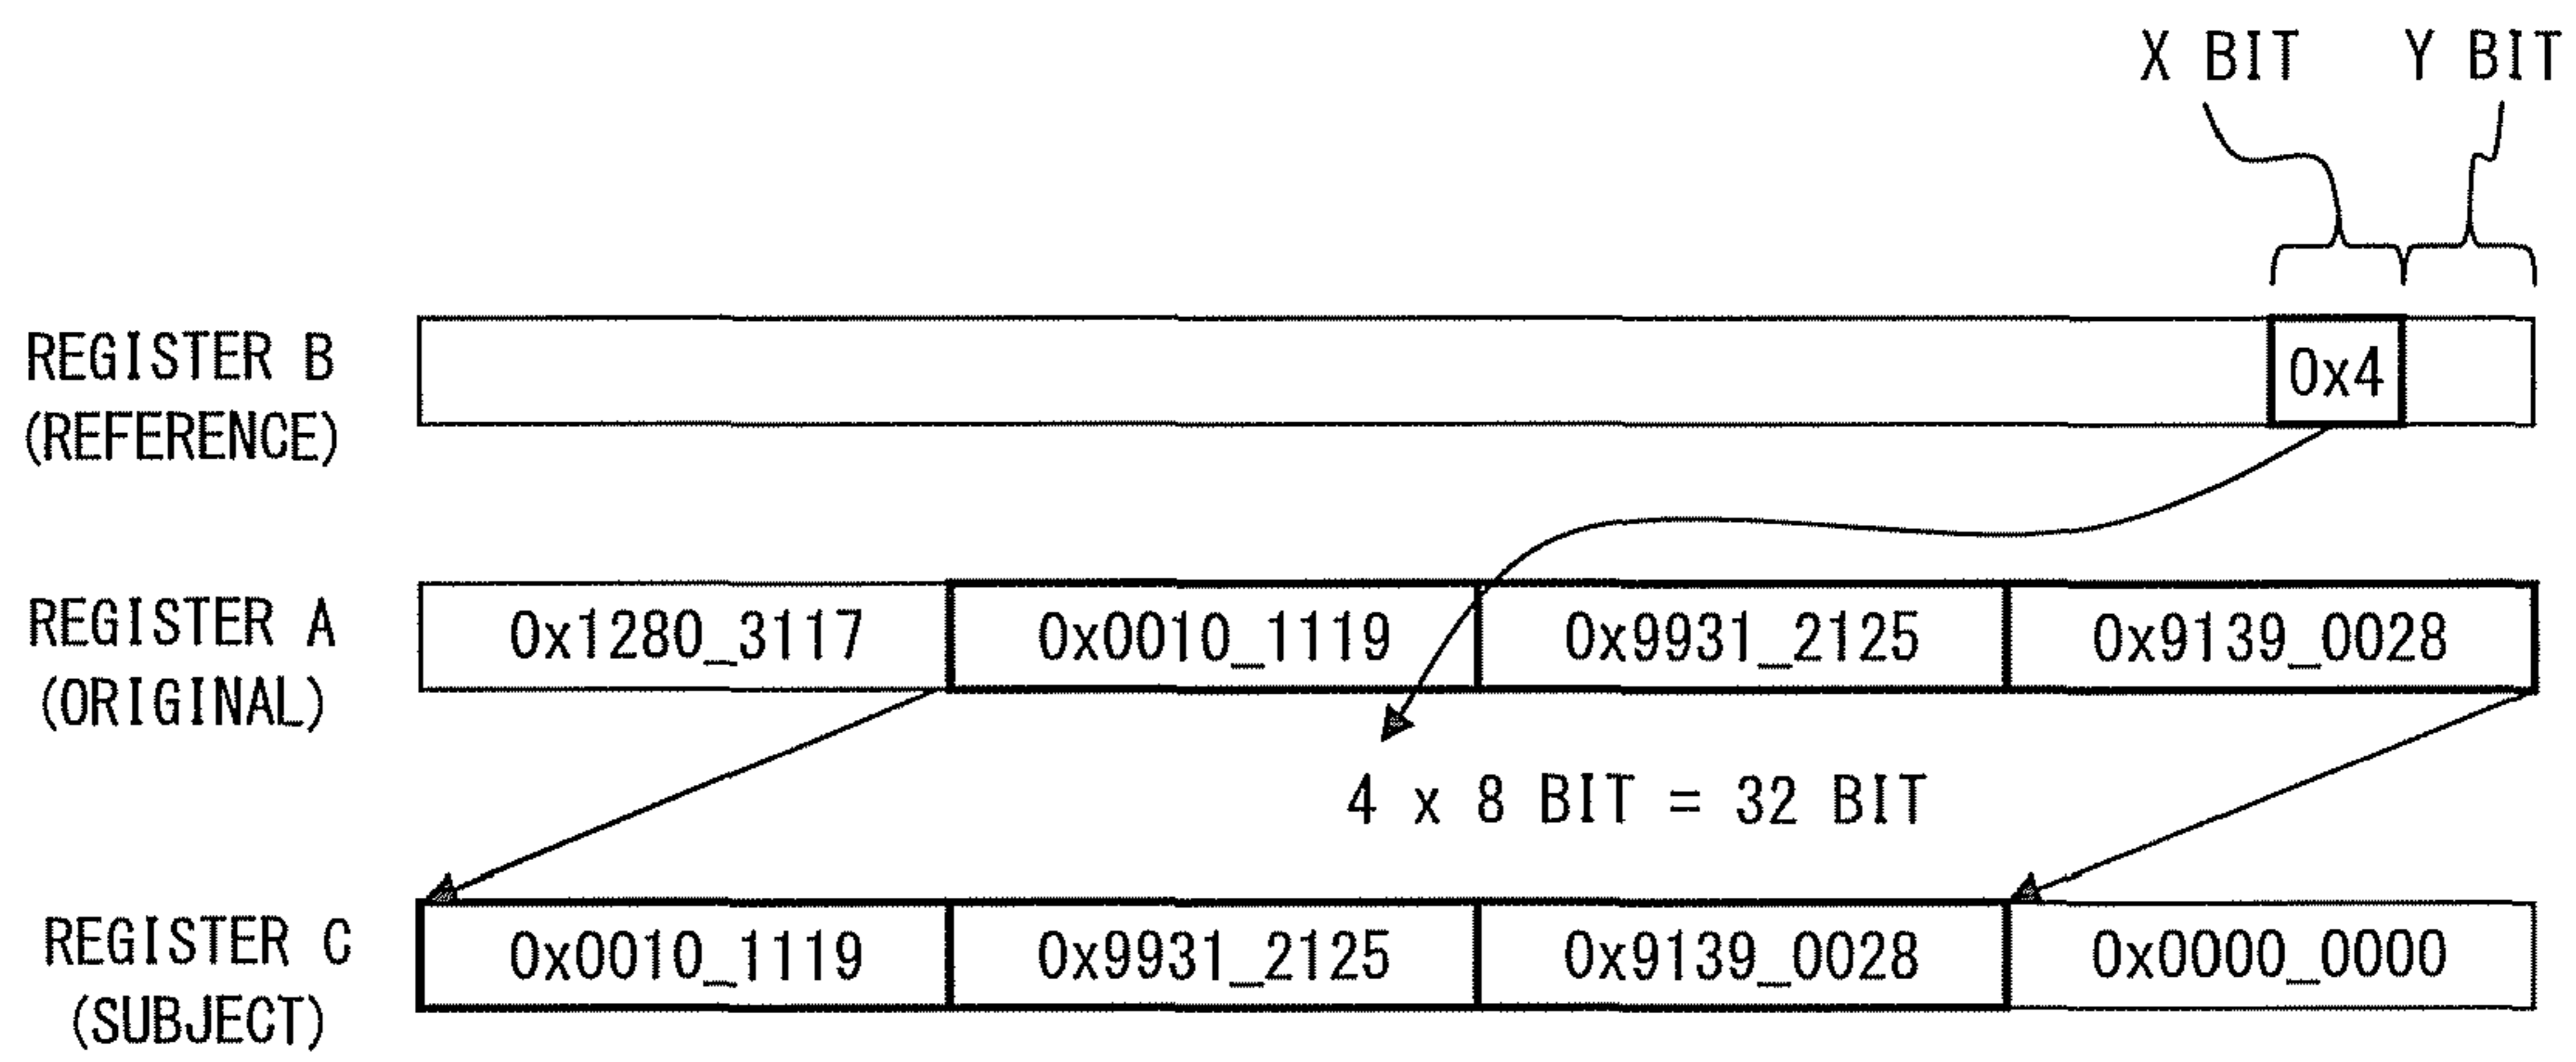 X BIT Y BIT
REGISTER B
(REFERENCE)
0x4
REGISTER A
(ORIGINAL)
0x1280_3117 0x0010_1119 0x9931_2125 0x9139_0028
4 x 8 BIT = 32 BIT
REGISTER C
(SUBJECT)
0x0010_1119 0x9931_2125 0x9139_0028 0x0000_0000